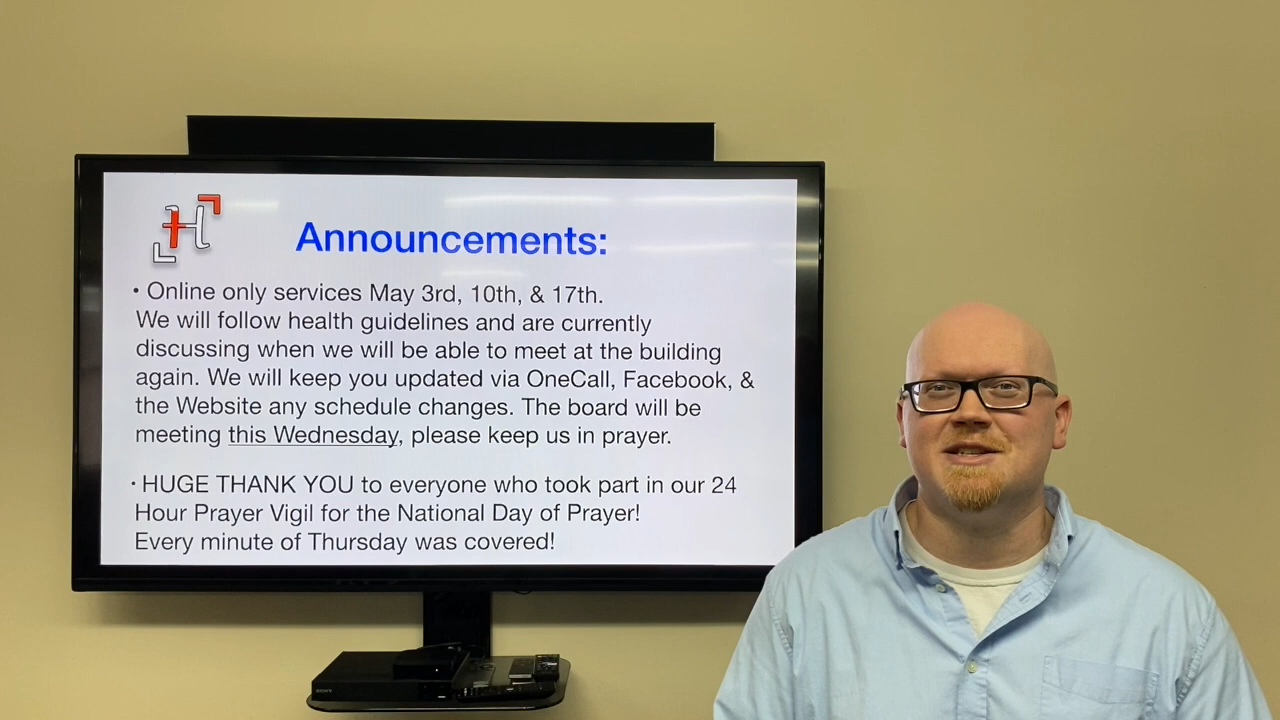 Announcements:
• Online only services May 3rd, 10th, & 17th.
We will follow health guidelines and are currently
discussing when we will be able to meet at the building
again. We will keep you updated via OneCall, Facebook, &
the Website any schedule changes. The board will be
meeting this Wednesday, please keep us in prayer.
• HUGE THANK YOU to everyone who took part in our 24
Hour Prayer Vigil for the National Day of Prayer!
Every minute of Thursday was covered!
SONY